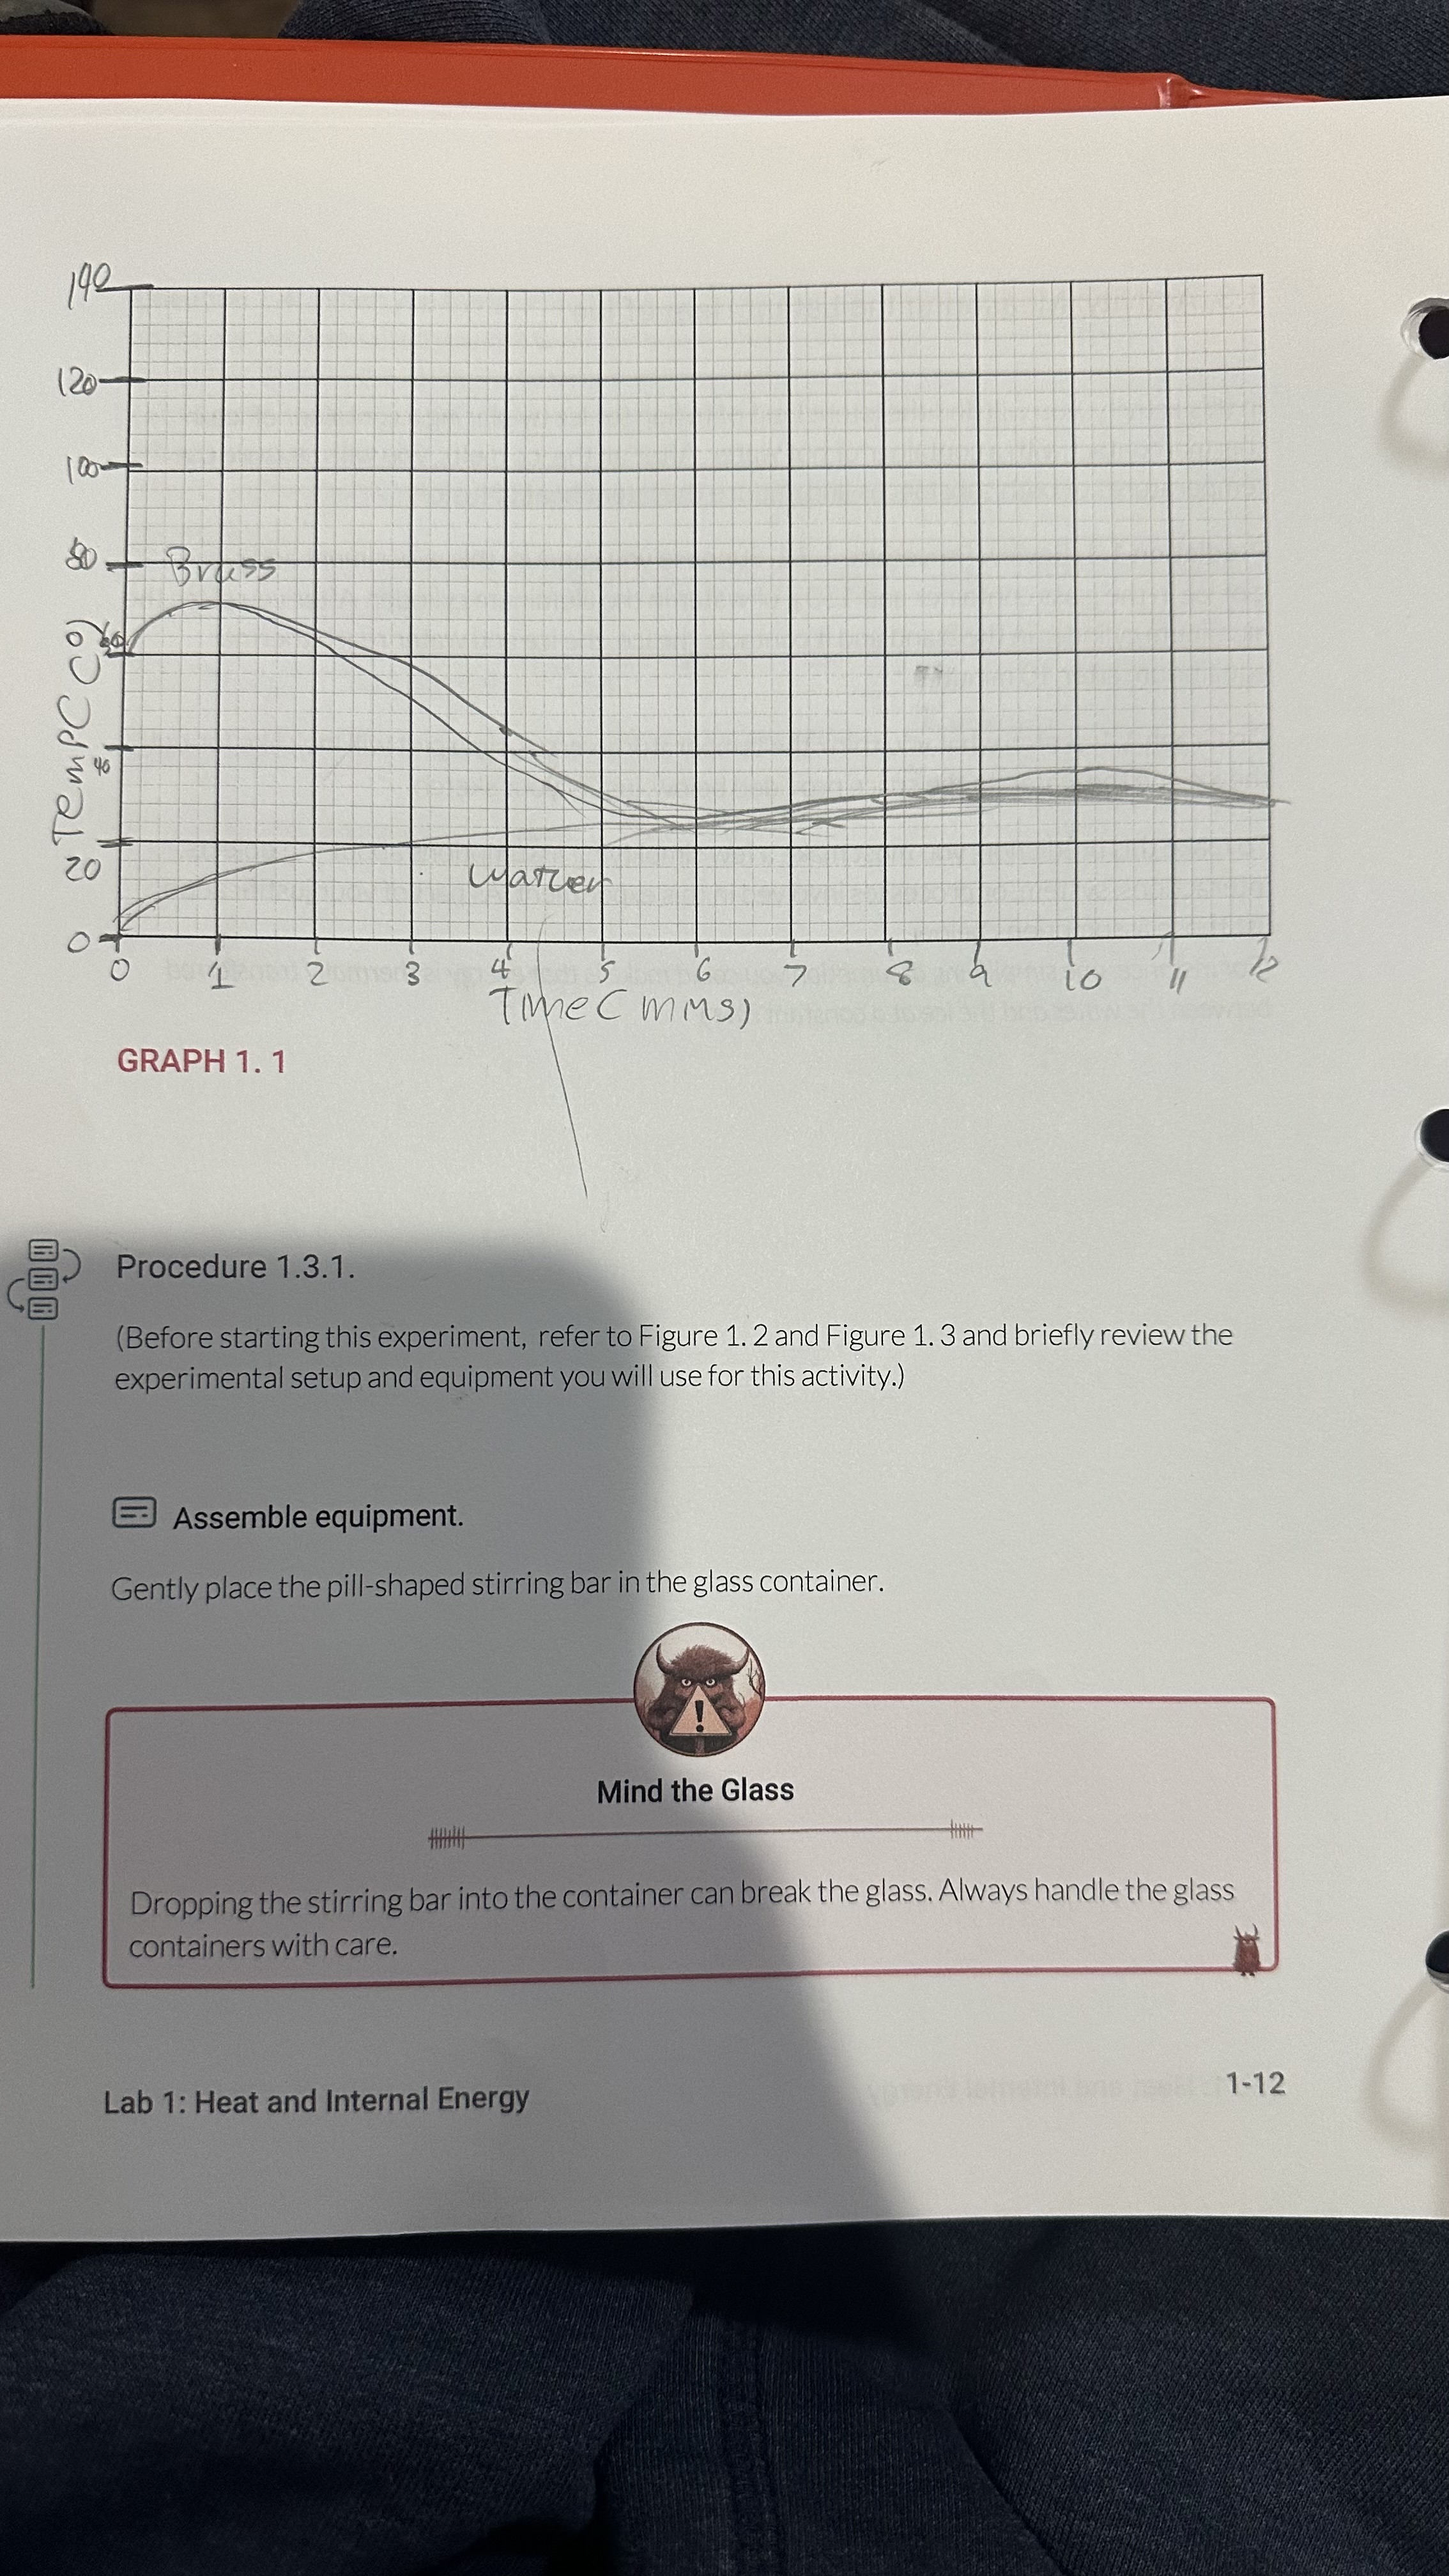 140
120
100
80
Brass
60
Temp (C°)
40
20
Watuer
0
0 1 2 3 4 5 6 7 8 9 10 11 12
Time (mins)
GRAPH 1. 1
Procedure 1.3.1.
(Before starting this experiment, refer to Figure 1. 2 and Figure 1. 3 and briefly review the
experimental setup and equipment you will use for this activity.)
Assemble equipment.
Gently place the pill-shaped stirring bar in the glass container.
!
Mind the Glass
Dropping the stirring bar into the container can break the glass. Always handle the glass
containers with care.
Lab 1: Heat and Internal Energy
1-12